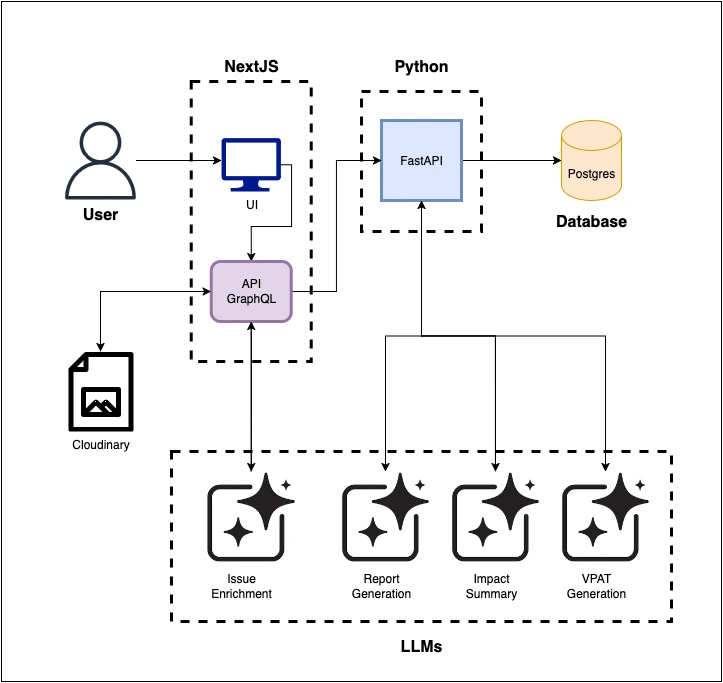 NextJS
Python
FastAPI
Postgres
User
UI
Database
API
GraphQL
Cloudinary
Issue
Enrichment
Report
Generation
Impact
Summary
VPAT
Generation
LLMs